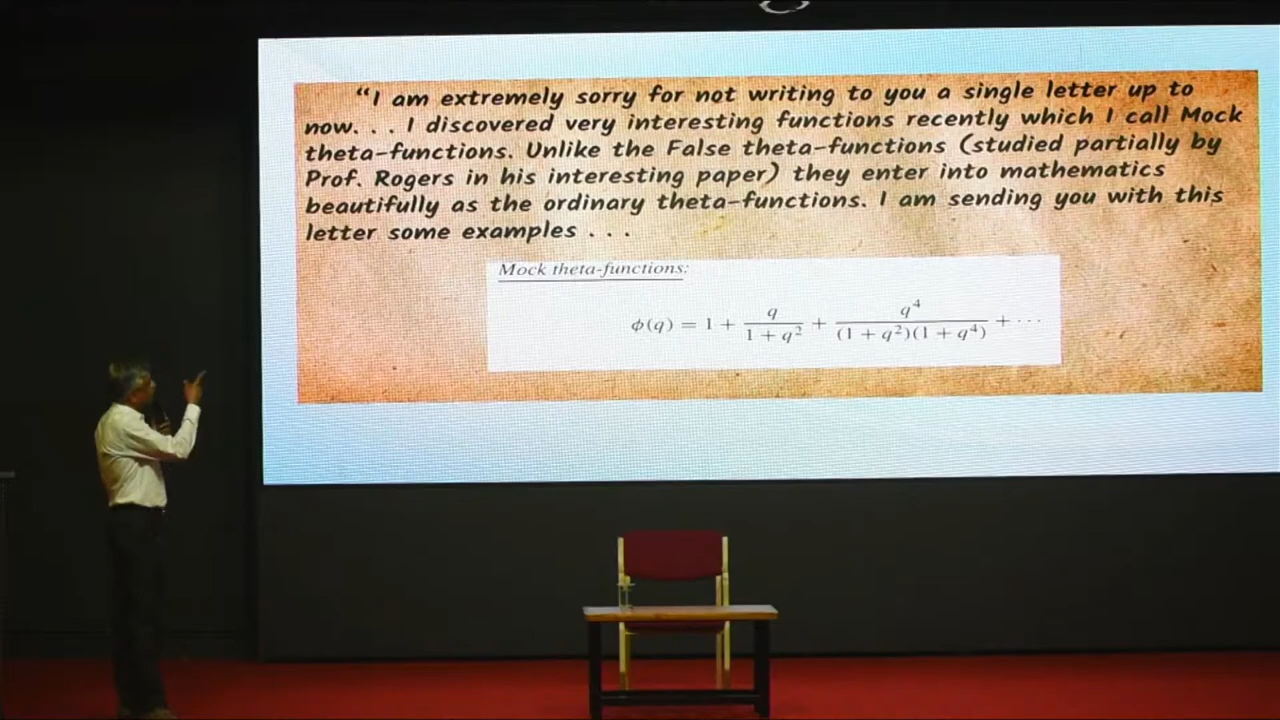 “I am extremely sorry for not writing to you a single letter up to
now. . . I discovered very interesting functions recently which I call Mock
theta-functions. Unlike the False theta-functions (studied partially by
Prof. Rogers in his interesting paper) they enter into mathematics
beautifully as the ordinary theta-functions. I am sending you with this
letter some examples . . .
Mock theta-functions:
ϕ(q) = 1 + q/(1 + q²) + q⁴/((1 + q²)(1 + q⁴)) + ···